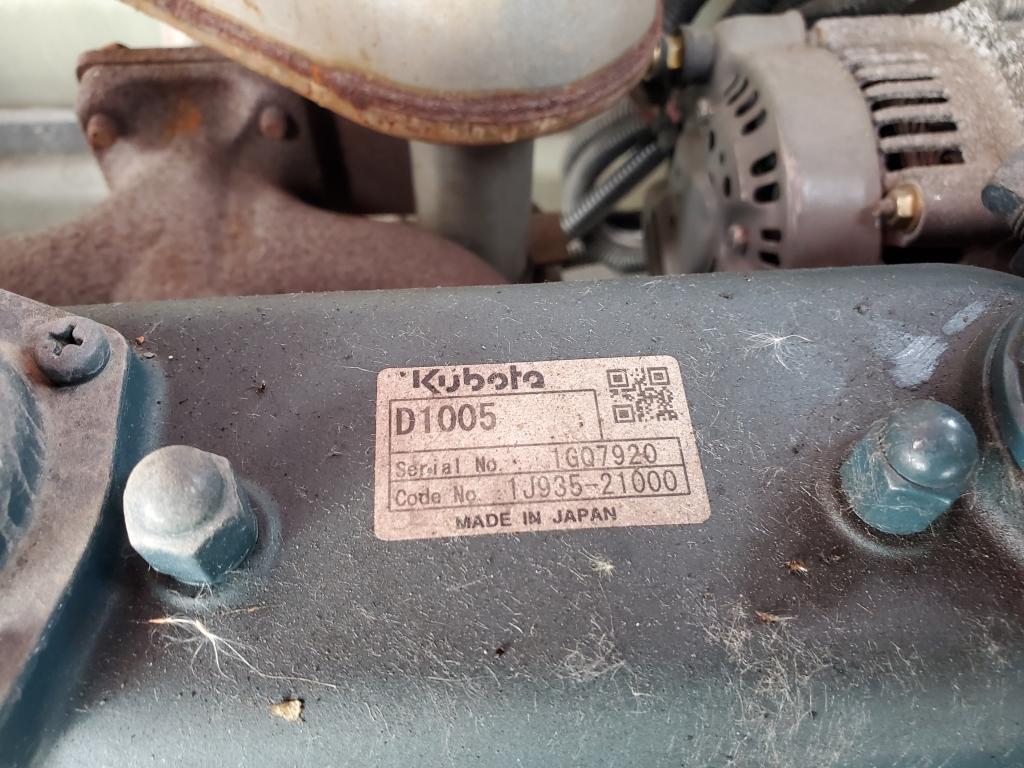 Kubota
D1005
Serial No. 1GQ7920
Code No. 1J935-21000
MADE IN JAPAN